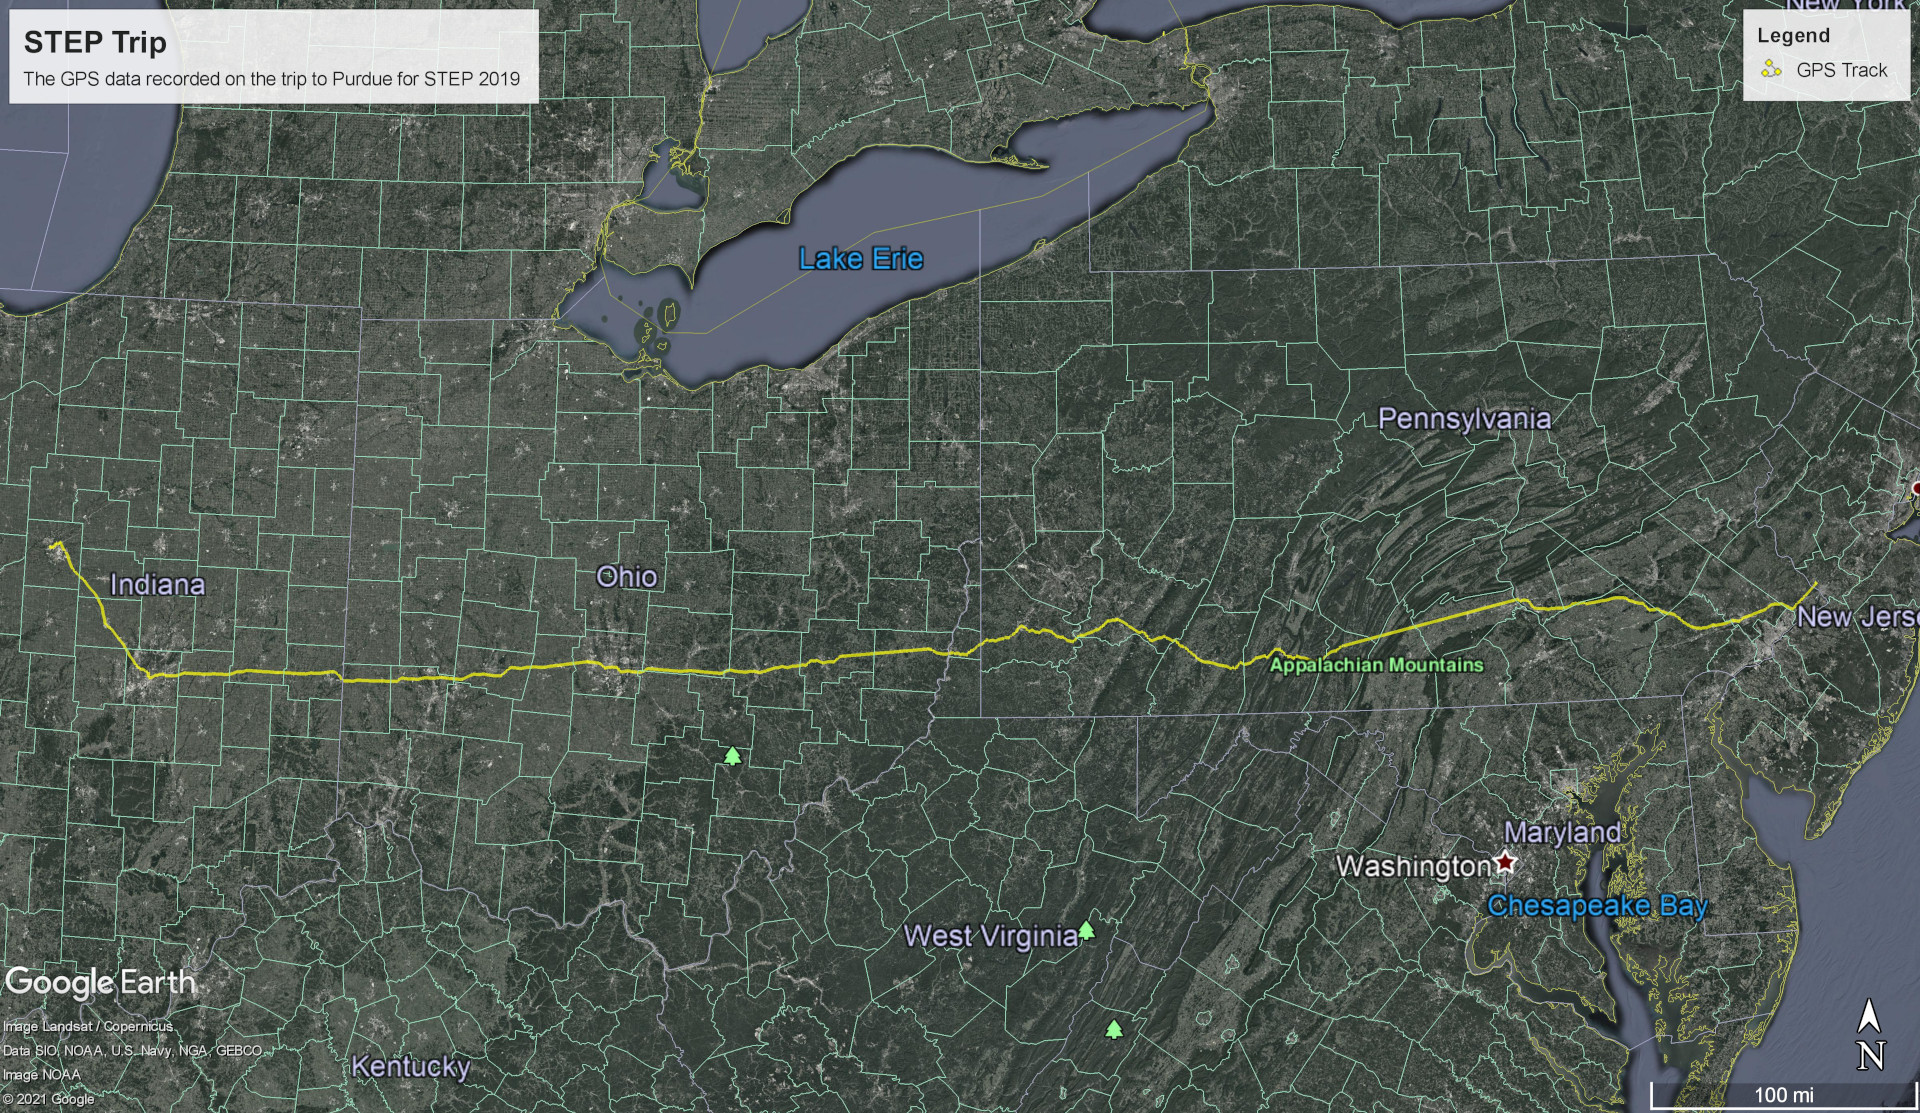 STEP Trip
The GPS data recorded on the trip to Purdue for STEP 2019
New York
Legend
GPS Track
Lake Erie
Pennsylvania
Indiana
Ohio
New Jerse
Appalachian Mountains
Maryland
Washington
Chesapeake Bay
West Virginia
Google Earth
Image Landsat / Copernicus
Data SIO, NOAA, U.S. Navy, NGA, GEBCO
Kentucky
Image NOAA
© 2021 Google
N
100 mi